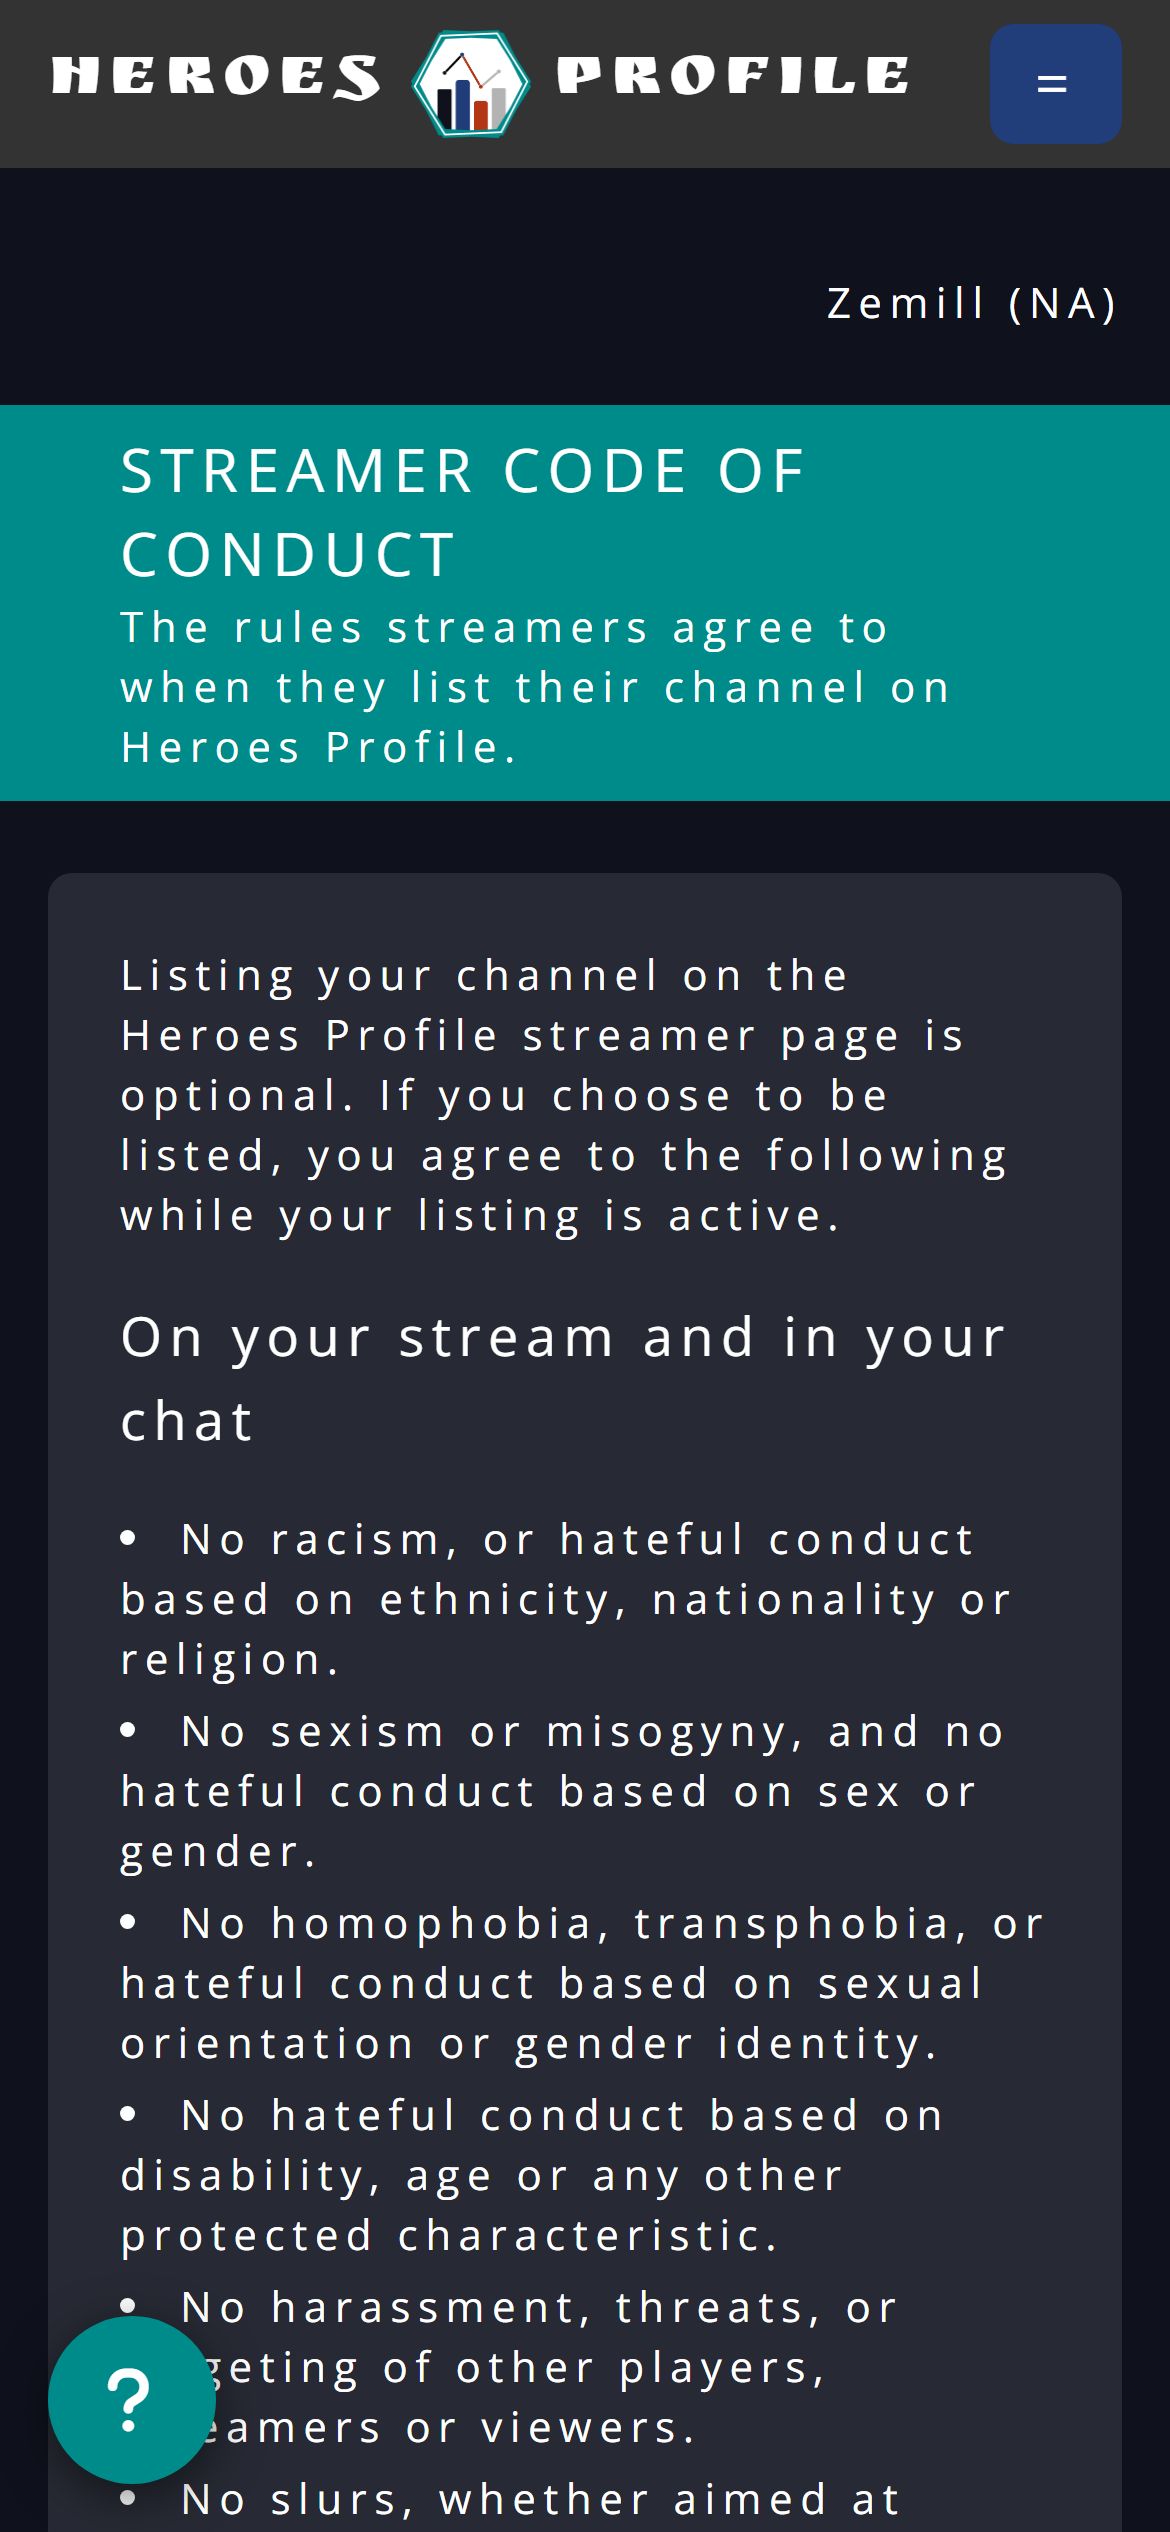 HEROES PROFILE
=
Zemill (NA)
STREAMER CODE OF
CONDUCT
The rules streamers agree to
when they list their channel on
Heroes Profile.
Listing your channel on the
Heroes Profile streamer page is
optional. If you choose to be
listed, you agree to the following
while your listing is active.
On your stream and in your
chat
• No racism, or hateful conduct
based on ethnicity, nationality or
religion.
• No sexism or misogyny, and no
hateful conduct based on sex or
gender.
• No homophobia, transphobia, or
hateful conduct based on sexual
orientation or gender identity.
• No hateful conduct based on
disability, age or any other
protected characteristic.
• No harassment, threats, or
of other players,
or viewers.
?
• No slurs, whether aimed at